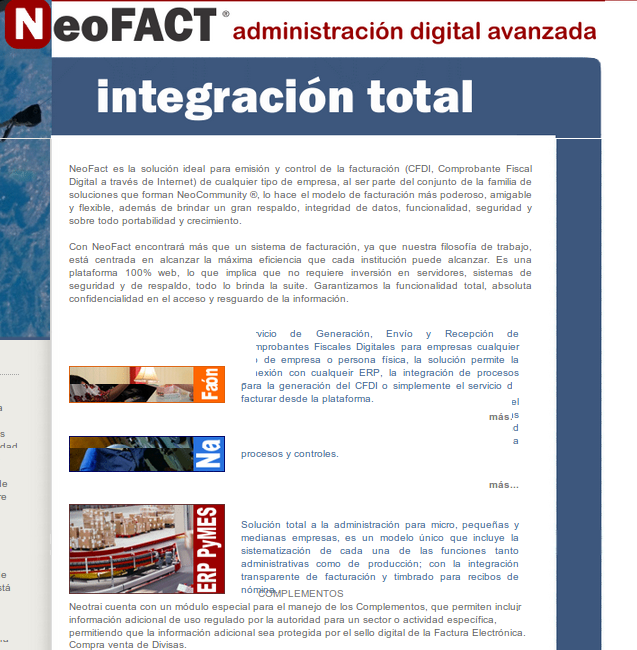 NeoFACT ® administración digital avanzada
integración total
NeoFact es la solución ideal para emisión y control de la facturación (CFDI, Comprobante Fiscal
Digital a través de Internet) de cualquier tipo de empresa, al ser parte del conjunto de la familia de
soluciones que forman NeoCommunity ®, lo hace el modelo de facturación más poderoso, amigable
y flexible, además de brindar un gran respaldo, integridad de datos, funcionalidad, seguridad y
sobre todo portabilidad y crecimiento.
Con NeoFact encontrará más que un sistema de facturación, ya que nuestra filosofía de trabajo,
está centrada en alcanzar la máxima eficiencia que cada institución puede alcanzar. Es una
plataforma 100% web, lo que implica que no requiere inversión en servidores, sistemas de
seguridad y de respaldo, todo lo brinda la suite. Garantizamos la funcionalidad total, absoluta
confidencialidad en el acceso y resguardo de la información.
rvicio de Generación, Envío y Recepción de
mprobantes Fiscales Digitales para empresas cualquier
de empresa o persona física, la solución permite la
nexión con cualqueir ERP, la integración de procesos
para la generación del CFDI o simplemente el servicio d
facturar desde la plataforma.
el
más.
d
a
procesos y controles.
más...
Na
ERP PyMES
Solución total a la administración para micro, pequeñas y
medianas empresas, es un modelo único que incluye la
sistematización de cada una de las funciones tanto
administrativas como de producción; con la integración
transparente de facturación y timbrado para recibos de
nómina.
COMPLEMENTOS
Neotrai cuenta con un módulo especial para el manejo de los Complementos, que permiten incluir
información adicional de uso regulado por la autoridad para un sector o actividad específica,
permitiendo que la información adicional sea protegida por el sello digital de la Factura Electrónica.
Compra venta de Divisas.